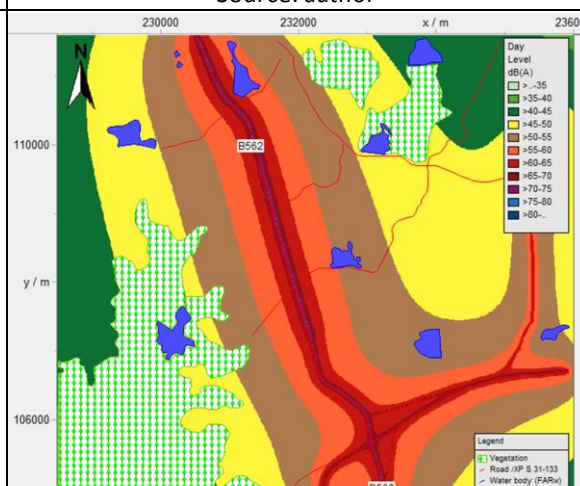 Source: author
230000
232000
x / m
2360
Day
Level
dB(A)
>..-35
>35-40
>40-45
>45-50
>50-55
>55-60
>60-65
>65-70
>70-75
>75-80
>80-..
N
110000
B562
y / m
106000
Legend
Vegetation
Road /XP S 31-133
Water body (FARw)